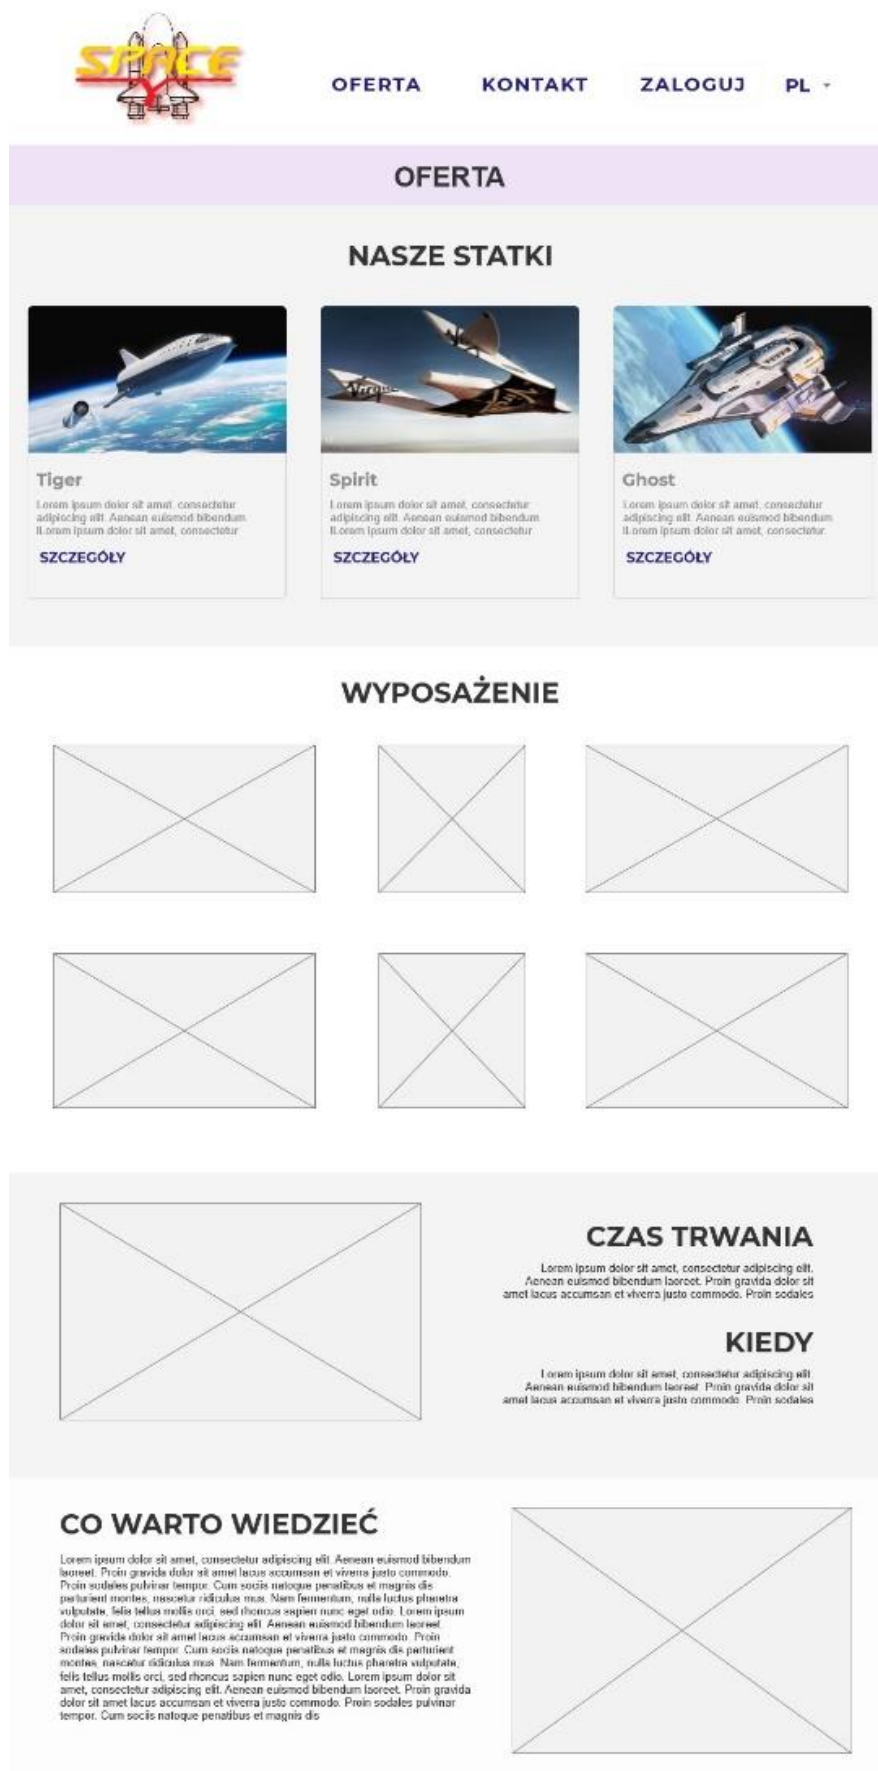 SPACE
Y
OFERTA KONTAKT ZALOGUJ PL
OFERTA
NASZE STATKI
Virgin
Tiger
Lorem ipsum dolor sit amet, consectetur
adipiscing elit. Aenean euismod bibendum
lLorem ipsum dolor sit amet, consectetur
SZCZEGÓŁY
Spirit
Lorem ipsum dolor sit amet, consectetur
adipiscing elit. Aenean euismod bibendum
lLorem ipsum dolor sit amet, consectetur
SZCZEGÓŁY
Ghost
Lorem ipsum dolor sit amet, consectetur
adipiscing elit. Aenean euismod bibendum
lLorem ipsum dolor sit amet, consectetur.
SZCZEGÓŁY
WYPOSAŻENIE
CZAS TRWANIA
Lorem ipsum dolor sit amet, consectetur adipiscing elit.
Aenean euismod bibendum laoreet. Proin gravida dolor sit
amet lacus accumsan et viverra justo commodo. Proin sodales
KIEDY
Lorem ipsum dolor sit amet, consectetur adipiscing elit.
Aenean euismod bibendum laoreet. Proin gravida dolor sit
amet lacus accumsan et viverra justo commodo. Proin sodales
CO WARTO WIEDZIEĆ
Lorem ipsum dolor sit amet, consectetur adipiscing elit. Aenean euismod bibendum
laoreet. Proin gravida dolor sit amet lacus accumsan et viverra justo commodo.
Proin sodales pulvinar tempor. Cum sociis natoque penatibus et magnis dis
parturient montes, nascetur ridiculus mus. Nam fermentum, nulla luctus pharetra
vulputate, felis tellus mollis orci, sed rhoncus sapien nunc eget odio. Lorem ipsum
dolor sit amet, consectetur adipiscing elit. Aenean euismod bibendum laoreet.
Proin gravida dolor sit amet lacus accumsan et viverra justo commodo. Proin
sodales pulvinar tempor. Cum sociis natoque penatibus et magnis dis parturient
montes, nascetur ridiculus mus. Nam fermentum, nulla luctus pharetra vulputate,
felis tellus mollis orci, sed rhoncus sapien nunc eget odio. Lorem ipsum dolor sit
amet, consectetur adipiscing elit. Aenean euismod bibendum laoreet. Proin gravida
dolor sit amet lacus accumsan et viverra justo commodo. Proin sodales pulvinar
tempor. Cum sociis natoque penatibus et magnis dis